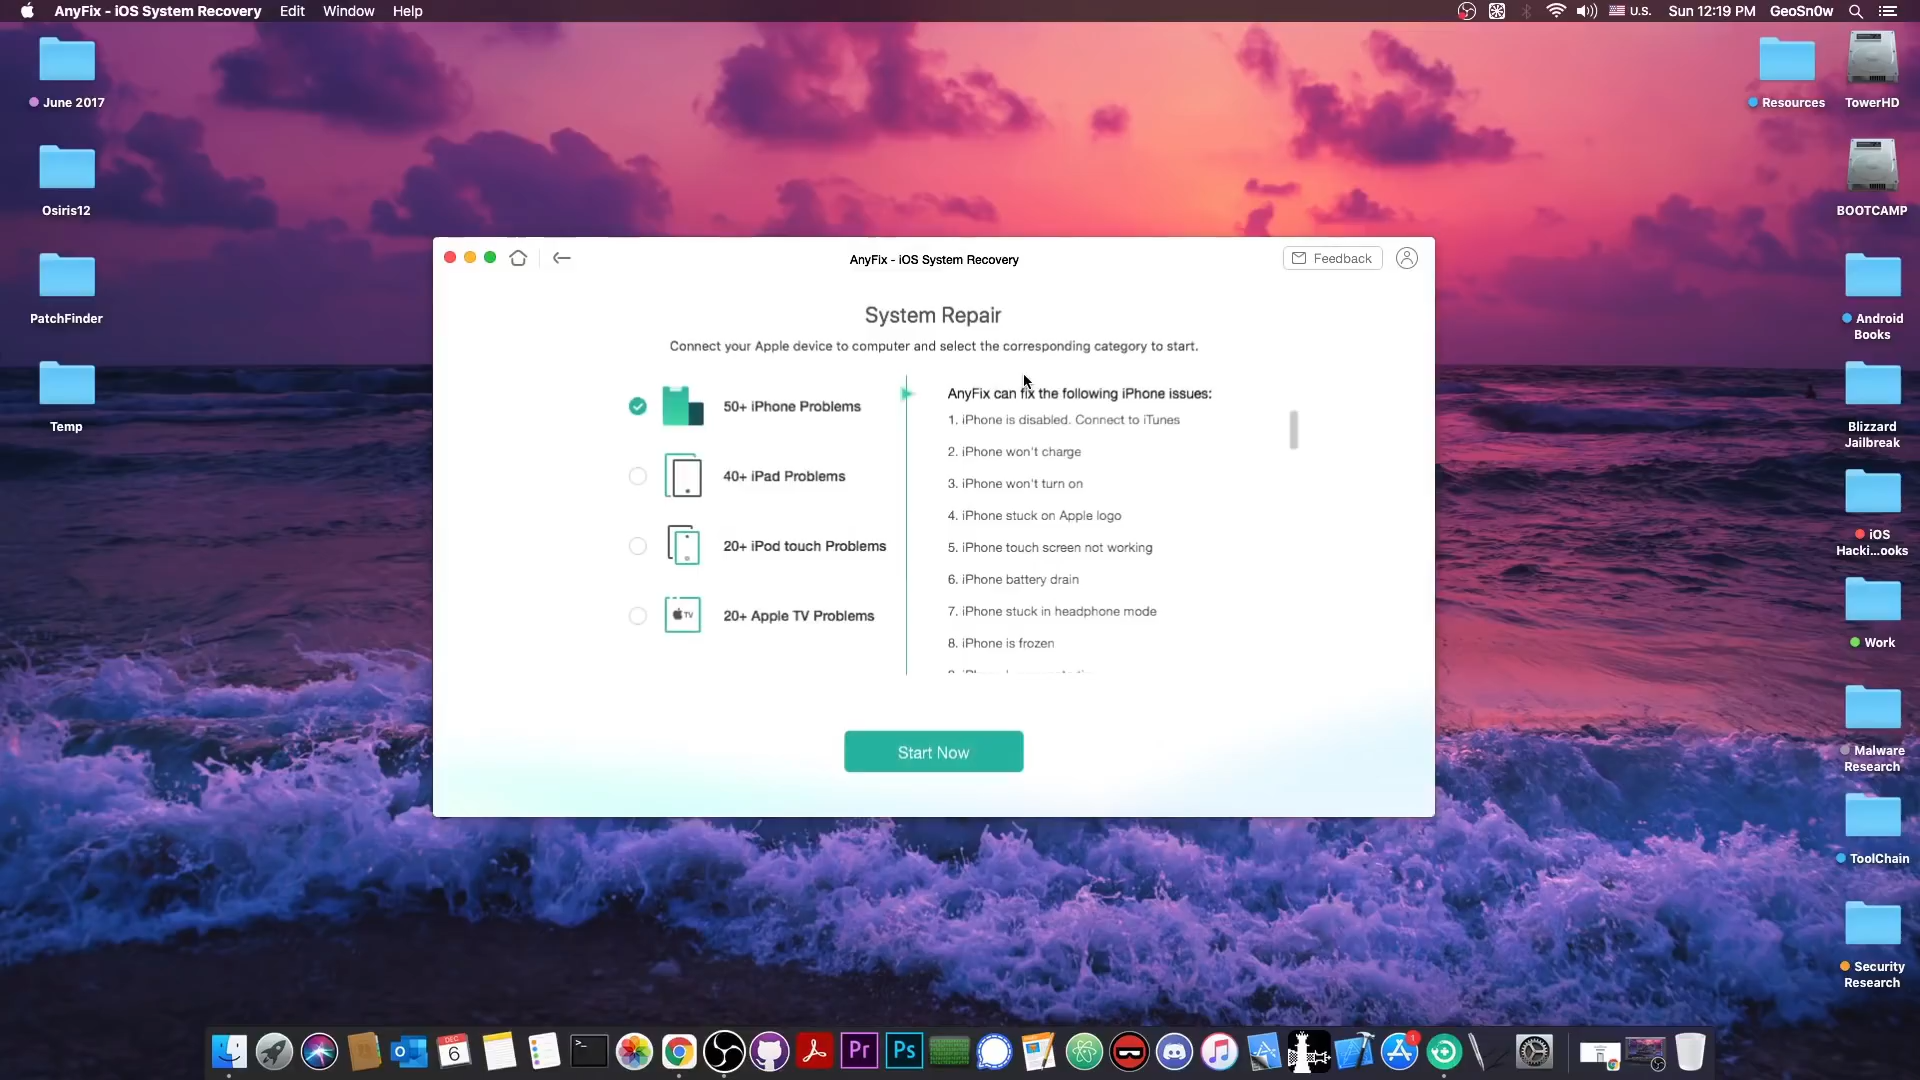 AnyFix - iOS System Recovery Edit Window Help U.S. Sun 12:19 PM GeoSn0w
June 2017
Osiris12
PatchFinder
Temp
Resources
TowerHD
BOOTCAMP
Android
Books
Blizzard
Jailbreak
iOS
Hacki...ooks
Work
Malware
Research
ToolChain
Security
Research
AnyFix - iOS System Recovery
Feedback
System Repair
Connect your Apple device to computer and select the corresponding category to start.
50+ iPhone Problems
40+ iPad Problems
20+ iPod touch Problems
tv
20+ Apple TV Problems
AnyFix can fix the following iPhone issues:
1. iPhone is disabled. Connect to iTunes
2. iPhone won't charge
3. iPhone won't turn on
4. iPhone stuck on Apple logo
5. iPhone touch screen not working
6. iPhone battery drain
7. iPhone stuck in headphone mode
8. iPhone is frozen
Start Now
DEC
6
Pr
Ps
1